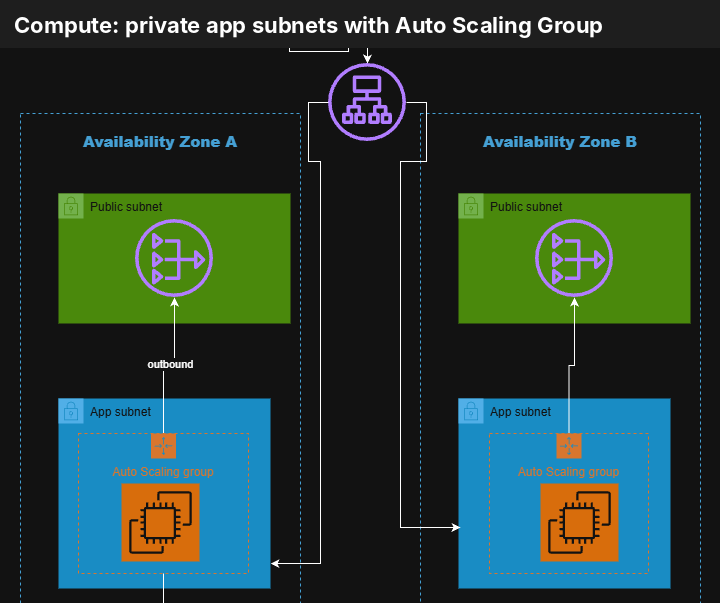 Compute: private app subnets with Auto Scaling Group
Availability Zone A
Availability Zone B
Public subnet
Public subnet
outbound
App subnet
App subnet
Auto Scaling group
Auto Scaling group